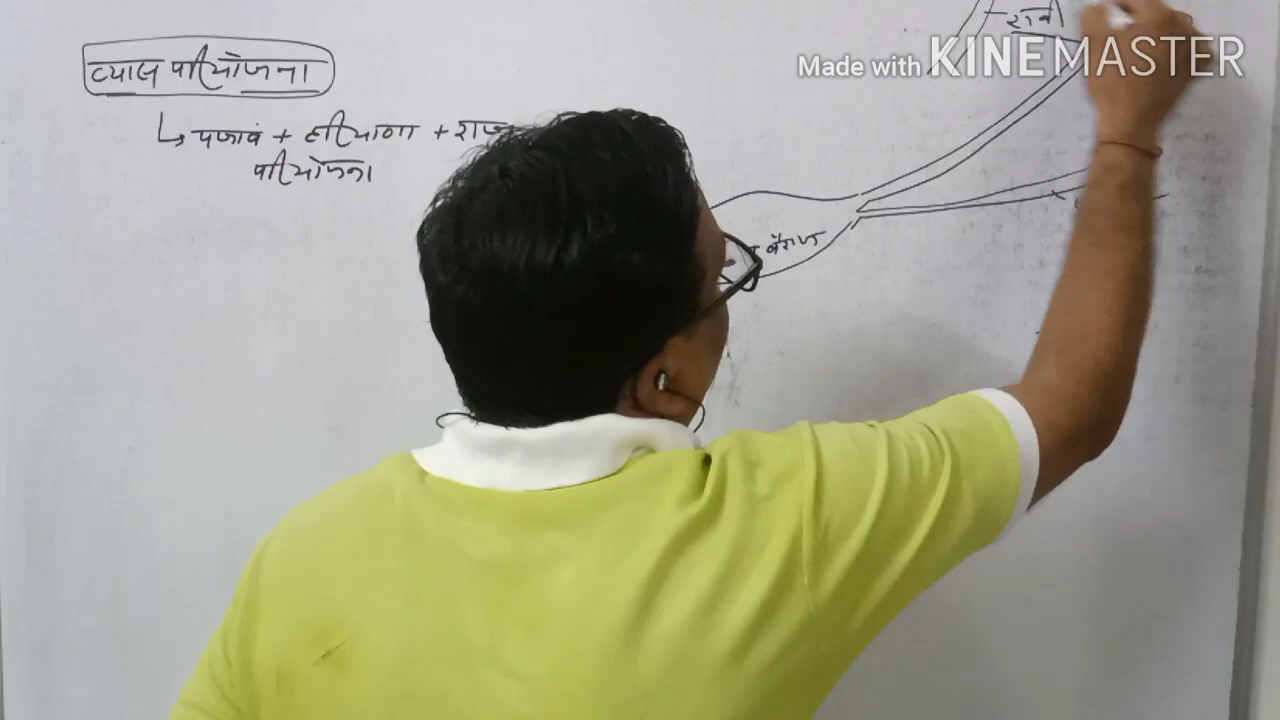 व्यास परियोजना
पंजाब + हरियाणा + राज
परियोजना
रावी
बैराज
Made with KINEMASTER